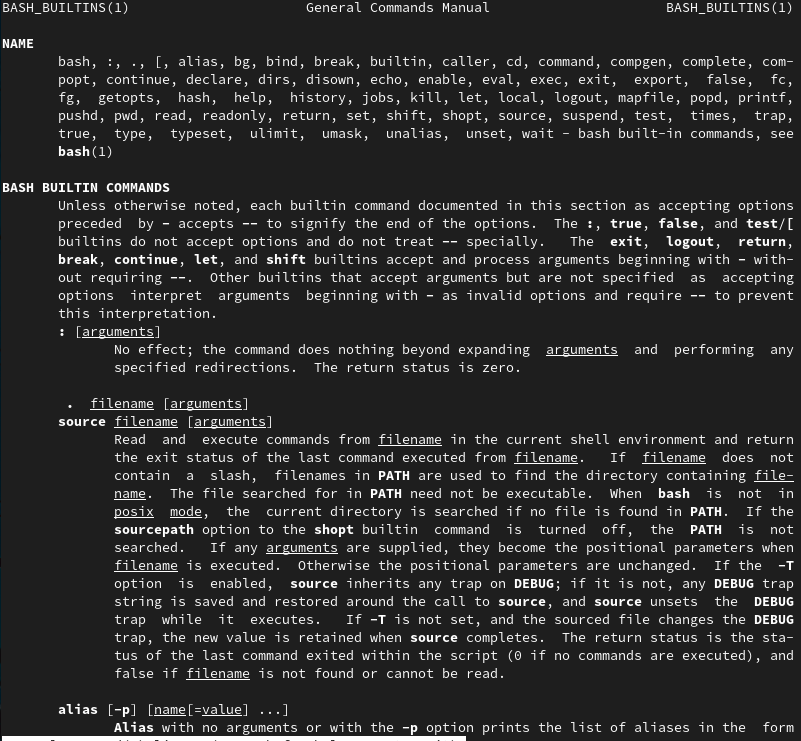 BASH_BUILTINS(1) General Commands Manual BASH_BUILTINS(1)
NAME
bash, :, ., [, alias, bg, bind, break, builtin, caller, cd, command, compgen, complete, com-
popt, continue, declare, dirs, disown, echo, enable, eval, exec, exit, export, false, fc,
fg, getopts, hash, help, history, jobs, kill, let, local, logout, mapfile, popd, printf,
pushd, pwd, read, readonly, return, set, shift, shopt, source, suspend, test, times, trap,
true, type, typeset, ulimit, umask, unalias, unset, wait - bash built-in commands, see
bash(1)
BASH BUILTIN COMMANDS
Unless otherwise noted, each builtin command documented in this section as accepting options
preceded by - accepts -- to signify the end of the options. The :, true, false, and test/[
builtins do not accept options and do not treat -- specially. The exit, logout, return,
break, continue, let, and shift builtins accept and process arguments beginning with - with-
out requiring --. Other builtins that accept arguments but are not specified as accepting
options interpret arguments beginning with - as invalid options and require -- to prevent
this interpretation.
: [arguments]
No effect; the command does nothing beyond expanding arguments and performing any
specified redirections. The return status is zero.
. filename [arguments]
source filename [arguments]
Read and execute commands from filename in the current shell environment and return
the exit status of the last command executed from filename. If filename does not
contain a slash, filenames in PATH are used to find the directory containing file-
name. The file searched for in PATH need not be executable. When bash is not in
posix mode, the current directory is searched if no file is found in PATH. If the
sourcepath option to the shopt builtin command is turned off, the PATH is not
searched. If any arguments are supplied, they become the positional parameters when
filename is executed. Otherwise the positional parameters are unchanged. If the -T
option is enabled, source inherits any trap on DEBUG; if it is not, any DEBUG trap
string is saved and restored around the call to source, and source unsets the DEBUG
trap while it executes. If -T is not set, and the sourced file changes the DEBUG
trap, the new value is retained when source completes. The return status is the sta-
tus of the last command exited within the script (0 if no commands are executed), and
false if filename is not found or cannot be read.
alias [-p] [name[=value] ...]
Alias with no arguments or with the -p option prints the list of aliases in the form